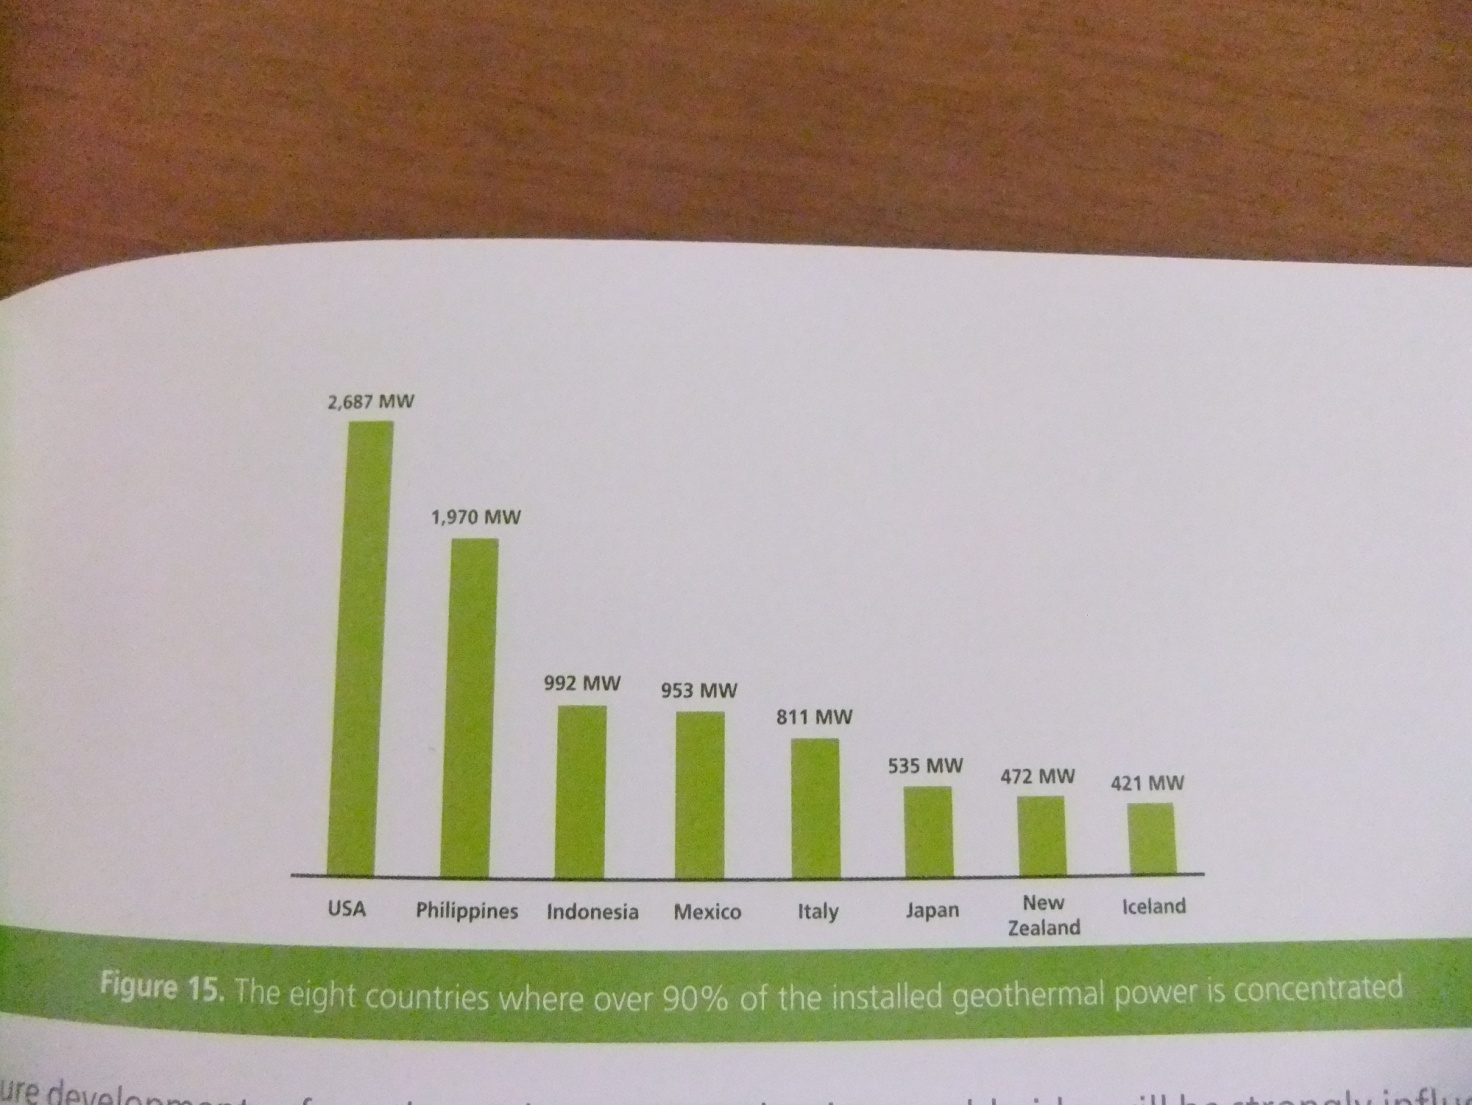 2,687 MW
1,970 MW
992 MW
953 MW
811 MW
535 MW
472 MW
421 MW
USA
Philippines
Indonesia
Mexico
Italy
Japan
New
Zealand
Iceland
Figure 15. The eight countries where over 90% of the installed geothermal power is concentrated
be strongly